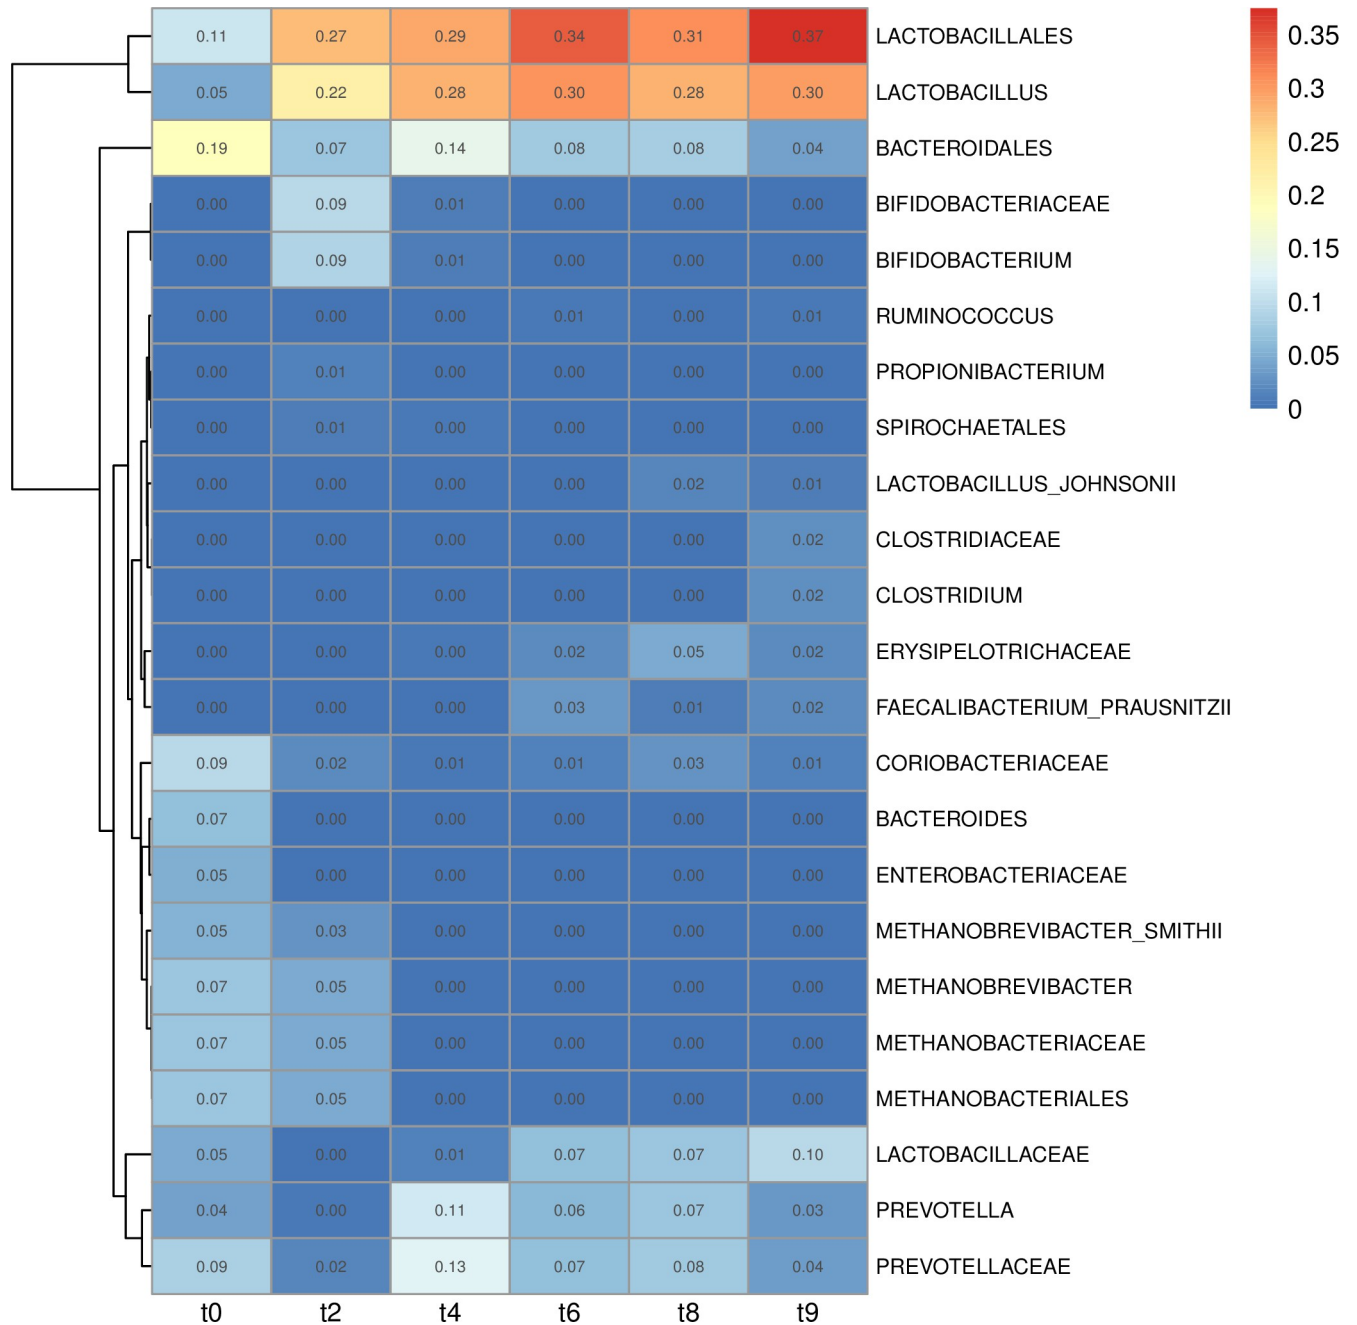 0.11 0.27 0.29 0.34 0.31 0.37 LACTOBACILLALES
0.05 0.22 0.28 0.30 0.28 0.30 LACTOBACILLUS
0.19 0.07 0.14 0.08 0.08 0.04 BACTEROIDALES
0.00 0.09 0.01 0.00 0.00 0.00 BIFIDOBACTERIACEAE
0.00 0.09 0.01 0.00 0.00 0.00 BIFIDOBACTERIUM
0.00 0.00 0.00 0.01 0.00 0.01 RUMINOCOCCUS
0.00 0.01 0.00 0.00 0.00 0.00 PROPIONIBACTERIUM
0.00 0.01 0.00 0.00 0.00 0.00 SPIROCHAETALES
0.00 0.00 0.00 0.00 0.02 0.01 LACTOBACILLUS_JOHNSONII
0.00 0.00 0.00 0.00 0.00 0.02 CLOSTRIDIACEAE
0.00 0.00 0.00 0.00 0.00 0.02 CLOSTRIDIUM
0.00 0.00 0.00 0.02 0.05 0.02 ERYSIPELOTRICHACEAE
0.00 0.00 0.00 0.03 0.01 0.02 FAECALIBACTERIUM_PRAUSNITZII
0.09 0.02 0.01 0.01 0.03 0.01 CORIOBACTERIACEAE
0.07 0.00 0.00 0.00 0.00 0.00 BACTEROIDES
0.05 0.00 0.00 0.00 0.00 0.00 ENTEROBACTERIACEAE
0.05 0.03 0.00 0.00 0.00 0.00 METHANOBREVIBACTER_SMITHII
0.07 0.05 0.00 0.00 0.00 0.00 METHANOBREVIBACTER
0.07 0.05 0.00 0.00 0.00 0.00 METHANOBACTERIACEAE
0.07 0.05 0.00 0.00 0.00 0.00 METHANOBACTERIALES
0.05 0.00 0.01 0.07 0.07 0.10 LACTOBACILLACEAE
0.04 0.00 0.11 0.06 0.07 0.03 PREVOTELLA
0.09 0.02 0.13 0.07 0.08 0.04 PREVOTELLACEAE
t0 t2 t4 t6 t8 t9
0.35
0.3
0.25
0.2
0.15
0.1
0.05
0